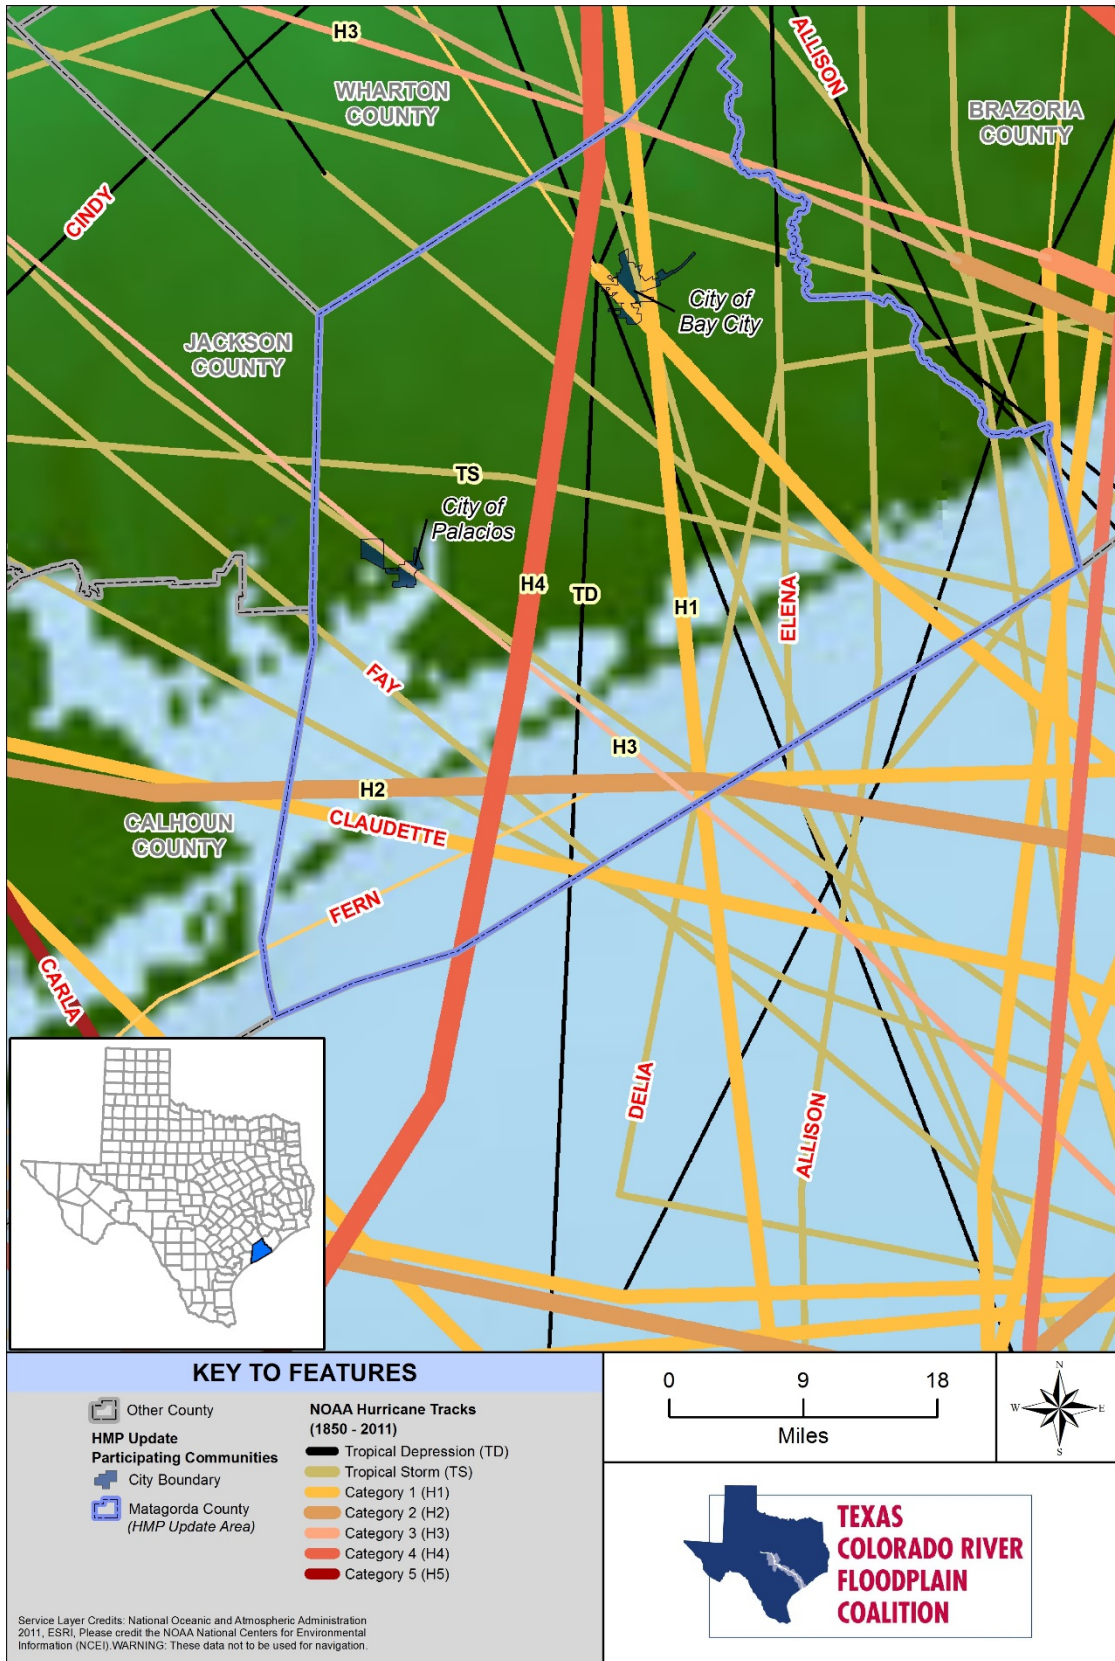 H3
ALLISON
WHARTON
COUNTY
BRAZORIA
COUNTY
CINDY
City of
Bay City
JACKSON
COUNTY
TS
City of
Palacios
H4
TD
H1
ELENA
FAY
H3
H2
CLAUDETTE
CALHOUN
COUNTY
FERN
CARLA
DELIA
ALLISON
KEY TO FEATURES
Other County
HMP Update
Participating Communities
City Boundary
Matagorda County
(HMP Update Area)
NOAA Hurricane Tracks
(1850 - 2011)
Tropical Depression (TD)
Tropical Storm (TS)
Category 1 (H1)
Category 2 (H2)
Category 3 (H3)
Category 4 (H4)
Category 5 (H5)
Service Layer Credits: National Oceanic and Atmospheric Administration
2011, ESRI, Please credit the NOAA National Centers for Environmental
Information (NCEI).WARNING: These data not to be used for navigation.
0 9 18
Miles
N
W E
S
TEXAS
COLORADO RIVER
FLOODPLAIN
COALITION